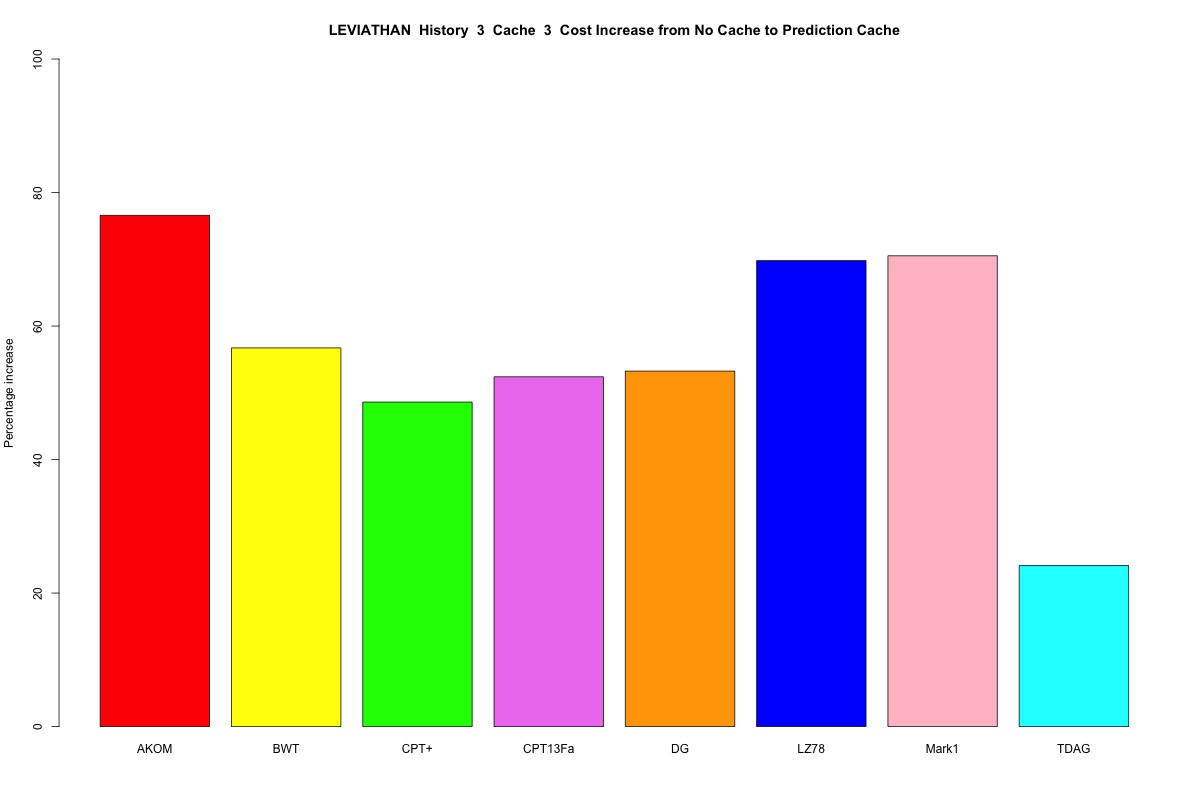 LEVIATHAN  History  3  Cache  3  Cost Increase from No Cache to Prediction Cache
Percentage increase
100
80
60
40
20
0
AKOM BWT CPT+ CPT13Fa DG LZ78 Mark1 TDAG